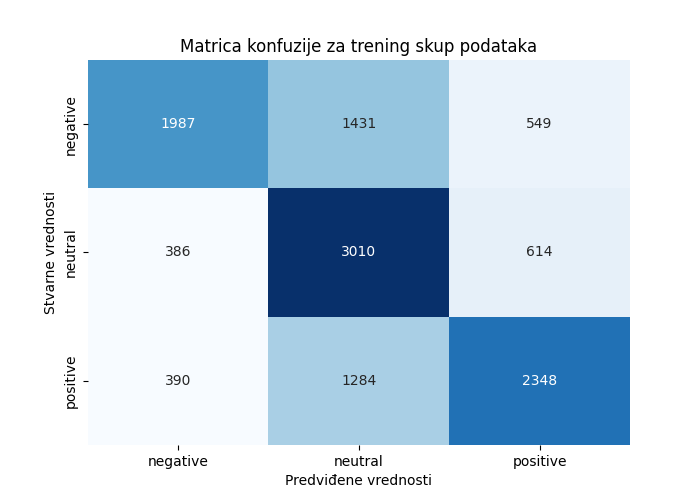 Matrica konfuzije za trening skup podataka
Stvarne vrednosti
negative
1987 1431 549
neutral
386 3010 614
positive
390 1284 2348
negative neutral positive
Predviđene vrednosti